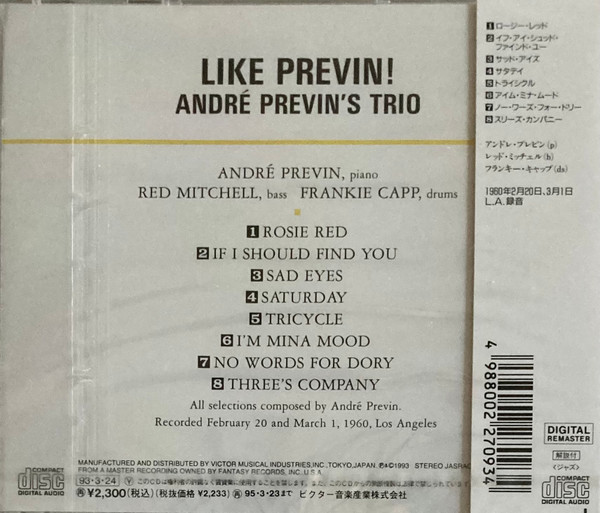 LIKE PREVIN!
ANDRÉ PREVIN'S TRIO
ANDRÉ PREVIN, piano
RED MITCHELL, bass FRANKIE CAPP, drums
1 ROSIE RED
2 IF I SHOULD FIND YOU
3 SAD EYES
4 SATURDAY
5 TRICYCLE
6 I'M MINA MOOD
7 NO WORDS FOR DORY
8 THREE'S COMPANY
All selections composed by André Previn.
Recorded February 20 and March 1, 1960, Los Angeles
MANUFACTURED AND DISTRIBUTED BY VICTOR MUSICAL INDUSTRIES, INC., TOKYO, JAPAN. ℗&©1993 STEREO JASRAC
FROM A MASTER RECORDING OWNED BY FANTASY RECORDS, INC., U.S.A.
COMPACT
disc
DIGITAL AUDIO
93・3・24
¥2,300(税込) (税抜価格 ¥2,233) 再 95・3・23まで ビクター音楽産業株式会社
COMPACT
disc
DIGITAL AUDIO
1 ロージー・レッド
2 イフ・アイ・シュッド・
ファインド・ユー
3 サッド・アイズ
4 サタデイ
5 トライシクル
6 アイム・ミナ・ムード
7 ノー・ワーズ・フォー・ドリー
8 スリーズ・カンパニー
アンドレ・プレビン(p)
レッド・ミッチェル(b)
フランキー・キャップ(ds)
1960年2月20日、3月1日
L.A.録音
4 988002 270934
DIGITAL
REMASTER
解説付
<ジャズ>